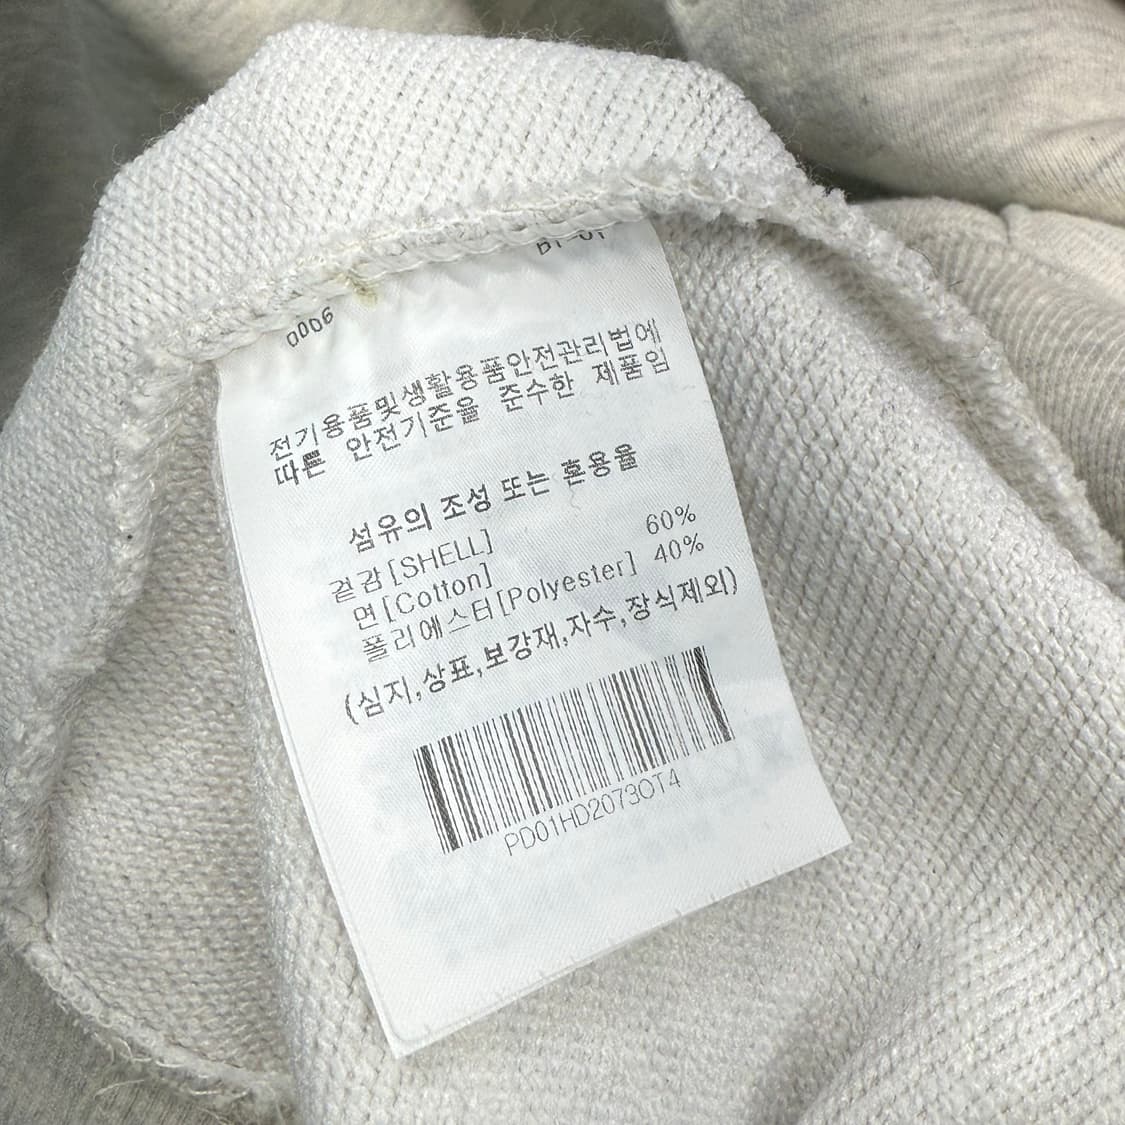 0006
전기용품및생활용품안전관리법에
따른 안전기준을 준수한 제품임
섬유의 조성 또는 혼용율
겉감[SHELL]
면[Cotton] 60%
폴리에스터[Polyester] 40%
(심지,상표,보강재,자수,장식제외)
PD01HD2073OT4